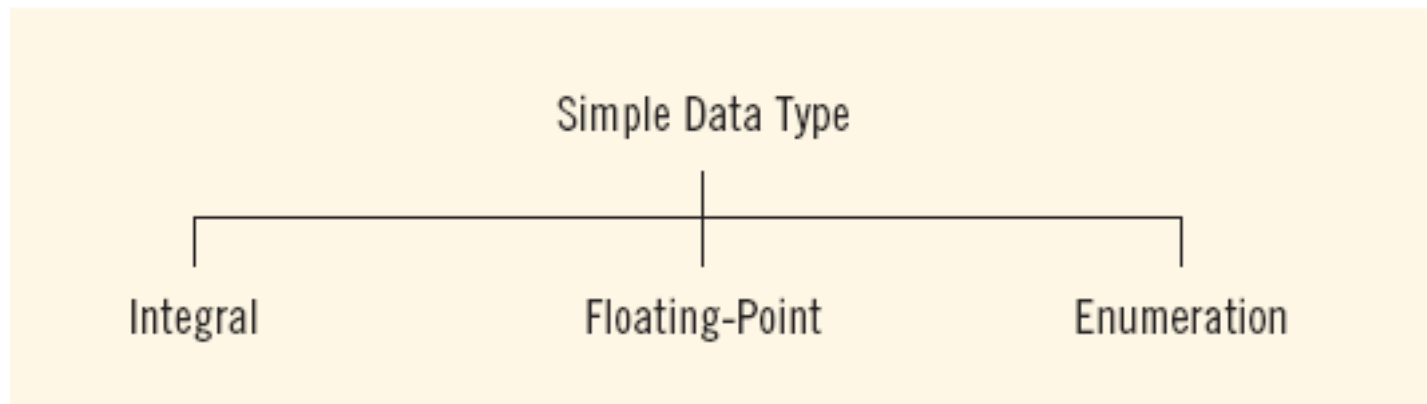 Simple Data Type
Integral
Floating-Point
Enumeration